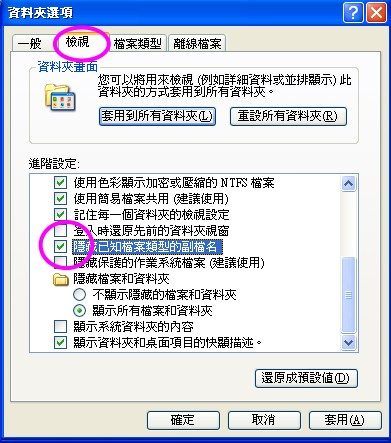 資料夾選項
一般
檢視
檔案類型
離線檔案
資料夾畫面
您可以將用來檢視 (例如詳細資料或並排顯示) 此
資料夾的方式套用到所有資料夾。
套用到所有資料夾(L)
重設所有資料夾(R)
進階設定:
使用色彩顯示加密或壓縮的 NTFS 檔案
使用簡易檔案共用 (建議使用)
記住每一個資料夾的檢視設定
登入時還原先前的資料夾視窗
隱藏已知檔案類型的副檔名
隱藏保護的作業系統檔案 (建議使用)
隱藏檔案和資料夾
不顯示隱藏的檔案和資料夾
顯示所有檔案和資料夾
顯示系統資料夾的內容
顯示資料夾和桌面項目的快顯描述。
還原成預設值(D)
確定
取消
套用(A)